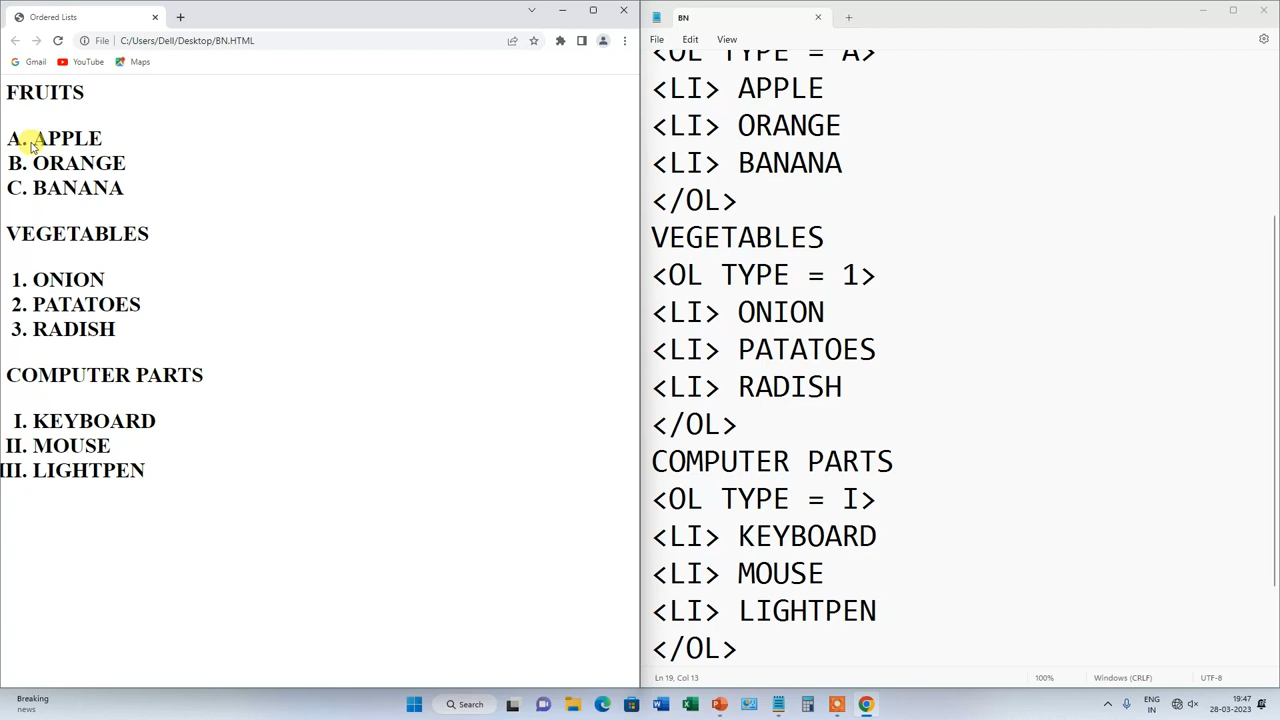 Ordered Lists
BN
File C:/Users/Dell/Desktop/BN.HTML
File Edit View
Gmail YouTube Maps
FRUITS
A. APPLE
B. ORANGE
C. BANANA
VEGETABLES
1. ONION
2. PATATOES
3. RADISH
COMPUTER PARTS
I. KEYBOARD
II. MOUSE
III. LIGHTPEN
<OL TYPE = A>
<LI> APPLE
<LI> ORANGE
<LI> BANANA
</OL>
VEGETABLES
<OL TYPE = 1>
<LI> ONION
<LI> PATATOES
<LI> RADISH
</OL>
COMPUTER PARTS
<OL TYPE = I>
<LI> KEYBOARD
<LI> MOUSE
<LI> LIGHTPEN
</OL>
Ln 19, Col 13 100% Windows (CRLF) UTF-8
Breaking
news
Search
ENG
IN
19:47
28-03-2023